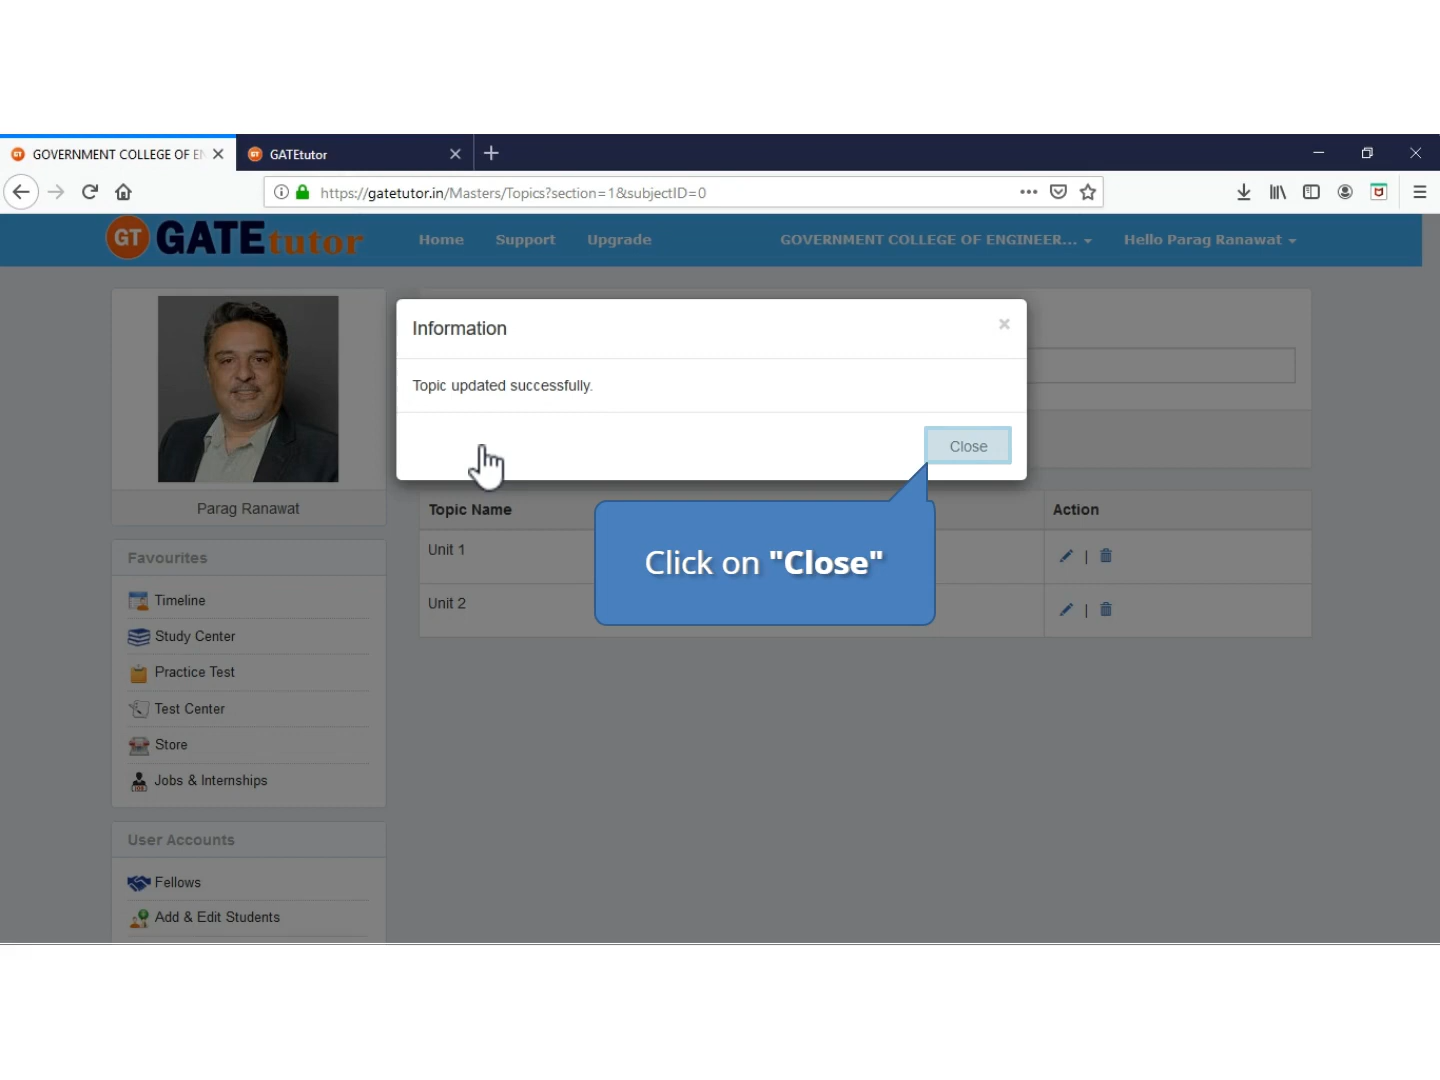 GOVERNMENT COLLEGE OF EN
GATEtutor
https://gatetutor.in/Masters/Topics?section=1&subjectID=0
GT GATEtutor
Home
Support
Upgrade
GOVERNMENT COLLEGE OF ENGINEER...
Hello Parag Ranawat
Information
Topic updated successfully.
Close
Click on "Close"
Parag Ranawat
Topic Name
Action
Unit 1
|
Unit 2
|
Favourites
Timeline
Study Center
Practice Test
Test Center
Store
Jobs & Internships
User Accounts
Fellows
Add & Edit Students